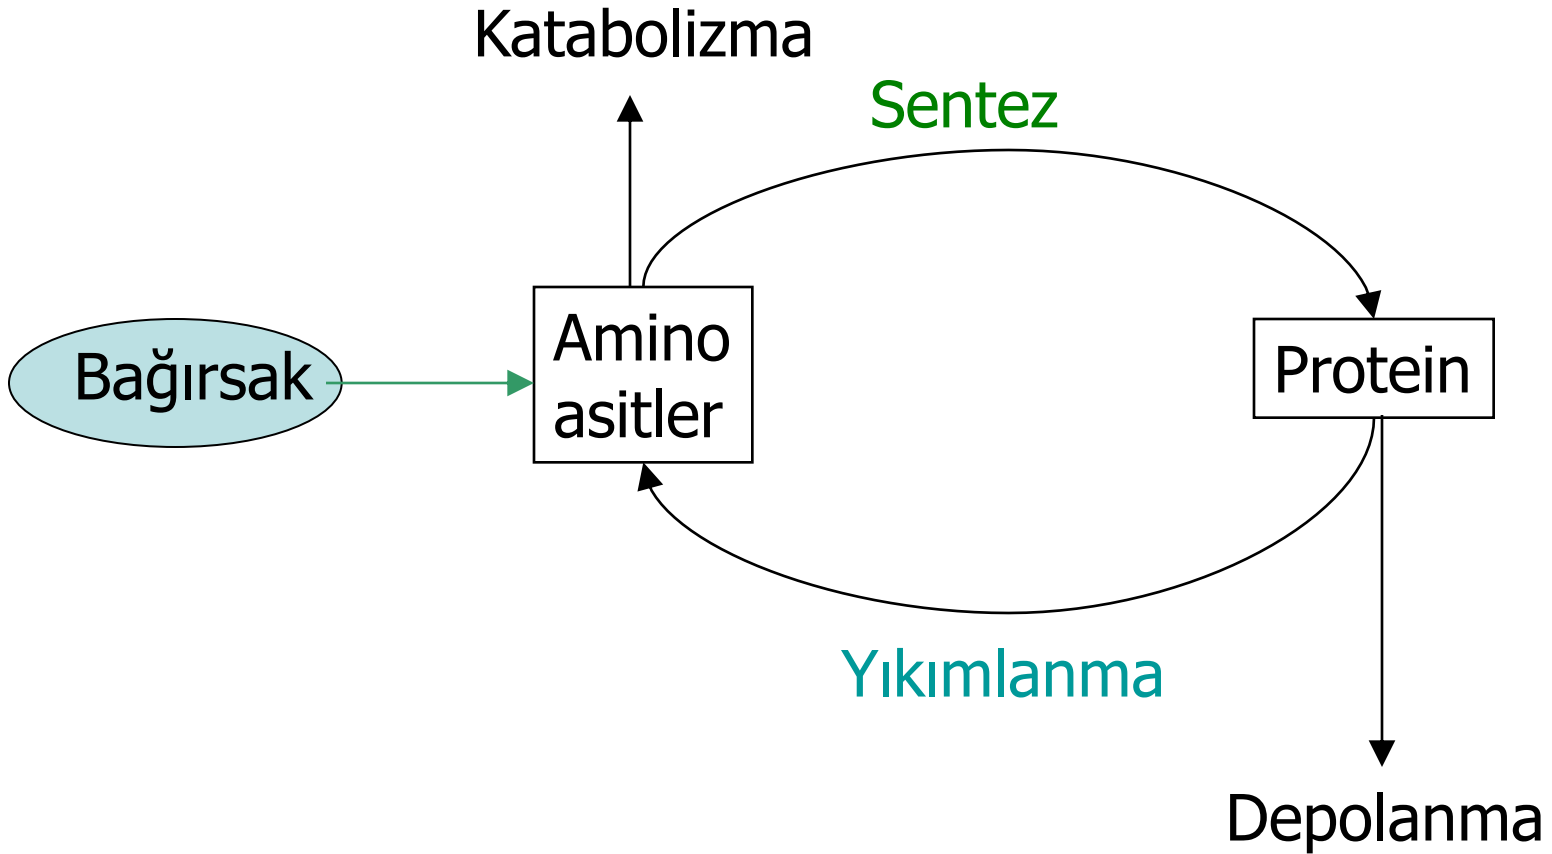 Katabolizma
Sentez
Bağırsak
Amino
asitler
Protein
Yıkımlanma
Depolanma